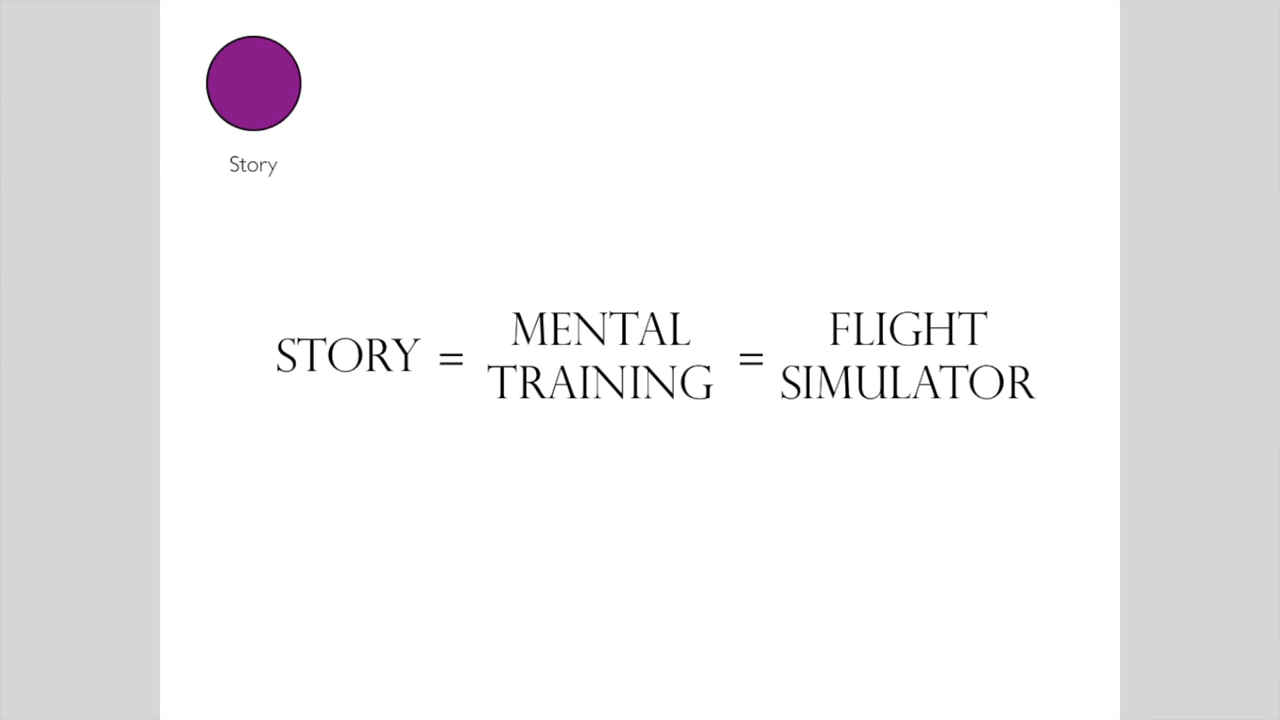 Story
STORY = MENTAL TRAINING = FLIGHT SIMULATOR